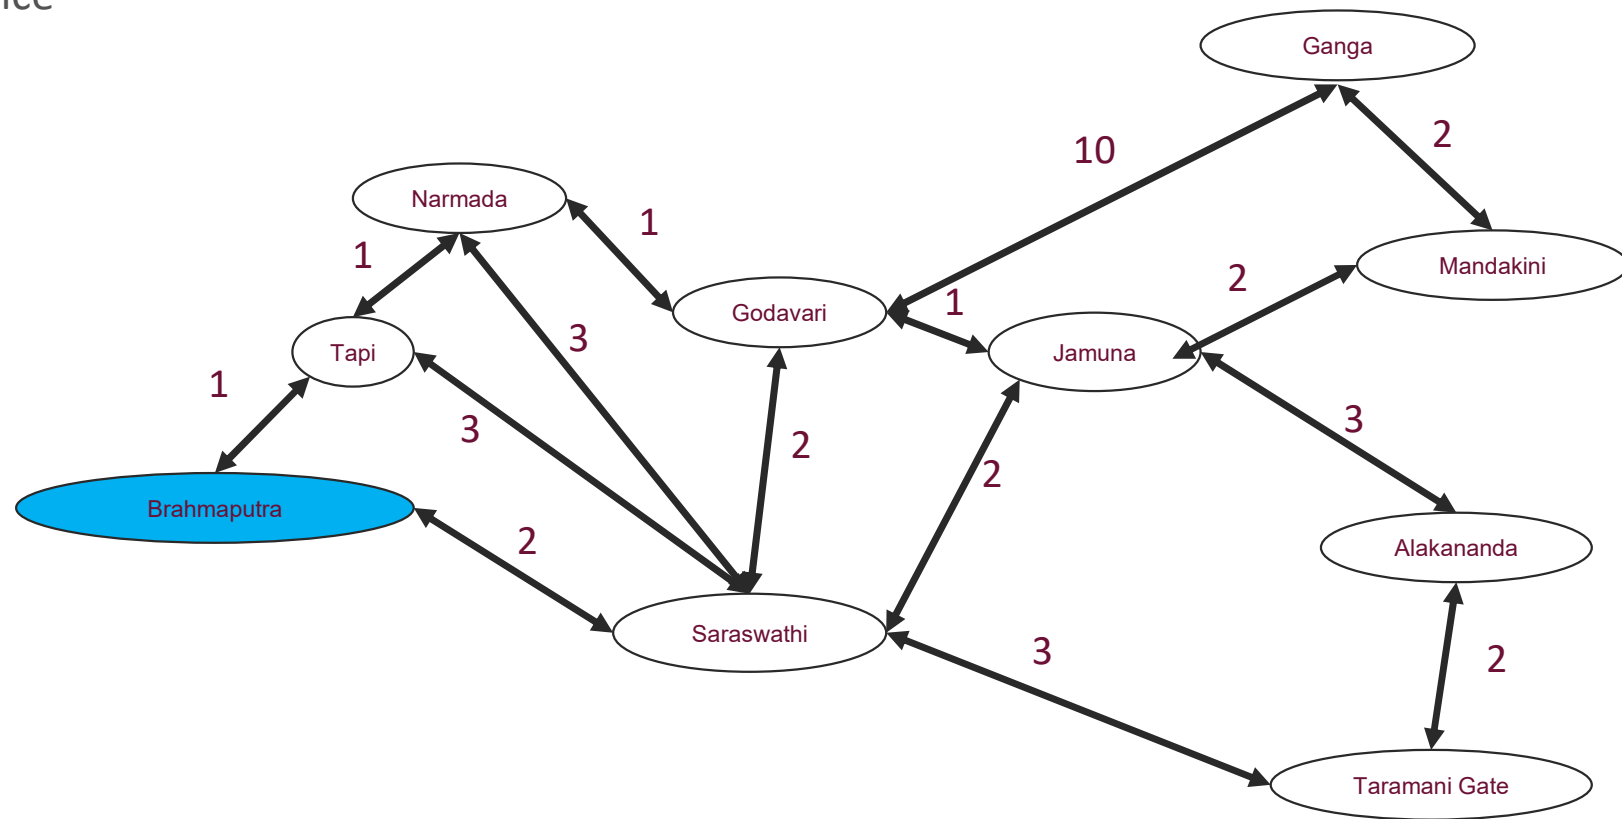 Ganga
10
2
Narmada
1
1
Mandakini
2
Godavari
1
3
Tapi
Jamuna
1
3
3
2
2
Brahmaputra
2
Alakananda
Saraswathi
3
2
Taramani Gate